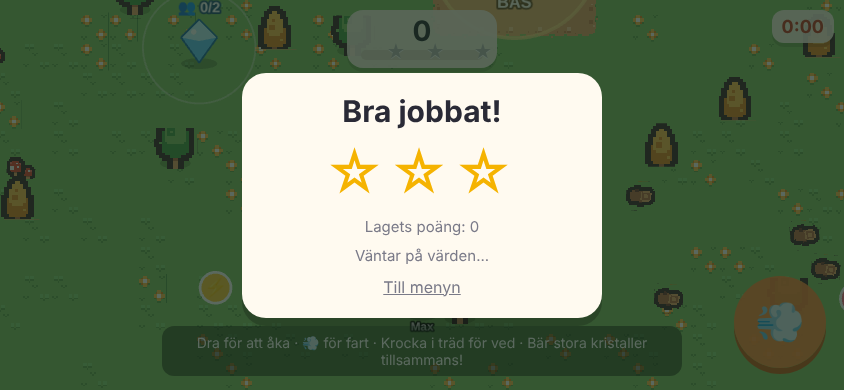 👥 0/2
BAS
0
0:00
Bra jobbat!
Lagets poäng: 0
Väntar på värden...
Till menyn
Max
Dra för att åka · 💨 för fart · Krocka i träd för ved · Bär stora kristaller
tillsammans!